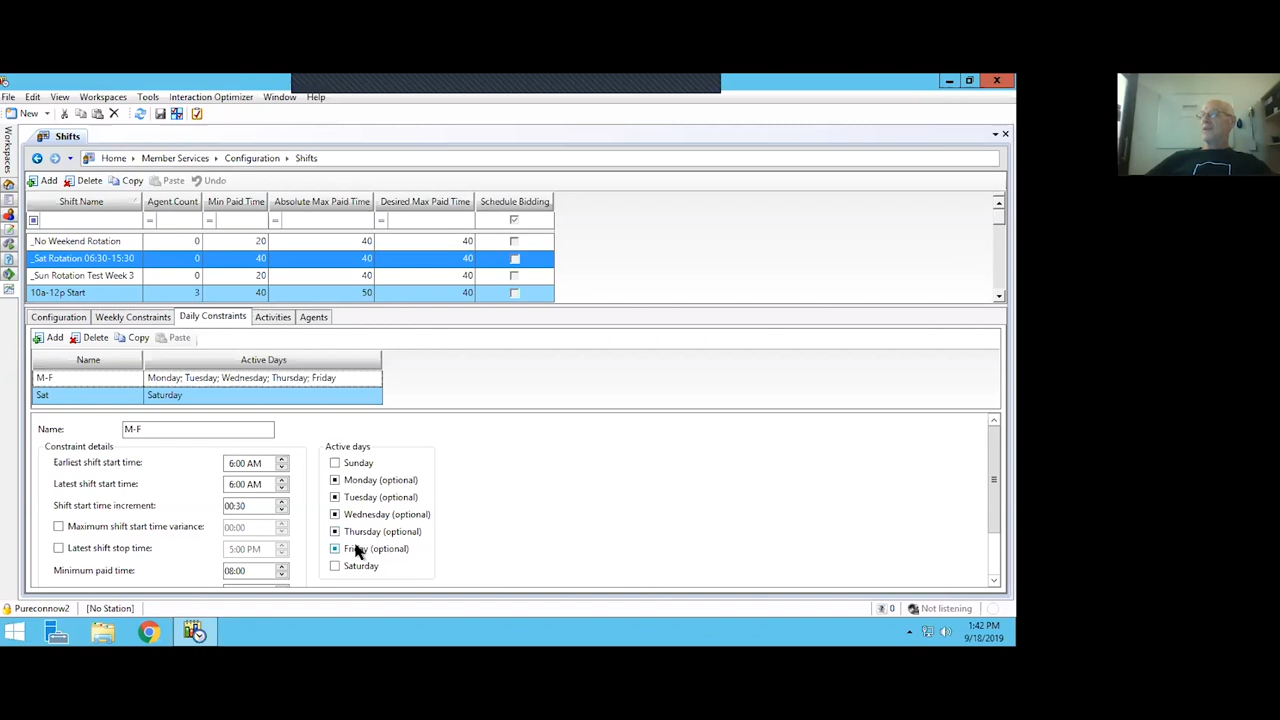 File Edit View Workspaces Tools Interaction Optimizer Window Help
New
Workspaces
Shifts
Home Member Services Configuration Shifts
Add Delete Copy Paste Undo
Shift Name Agent Count Min Paid Time Absolute Max Paid Time Desired Max Paid Time Schedule Bidding
= = = =
_No Weekend Rotation 0 20 40 40
_Sat Rotation 06:30-15:30 0 40 40 40
_Sun Rotation Test Week 3 0 20 40 40
10a-12p Start 3 40 50 40
Configuration Weekly Constraints Daily Constraints Activities Agents
Add Delete Copy Paste
Name Active Days
M-F Monday; Tuesday; Wednesday; Thursday; Friday
Sat Saturday
Name: M-F
Constraint details Active days
Earliest shift start time: 6:00 AM Sunday
Latest shift start time: 6:00 AM Monday (optional)
Shift start time increment: 00:30 Tuesday (optional)
Maximum shift start time variance: 00:00 Wednesday (optional)
Thursday (optional)
Latest shift stop time: 5:00 PM Friday (optional)
Minimum paid time: 08:00 Saturday
Pureconnow2 [No Station] 0 Not listening
1:42 PM
9/18/2019